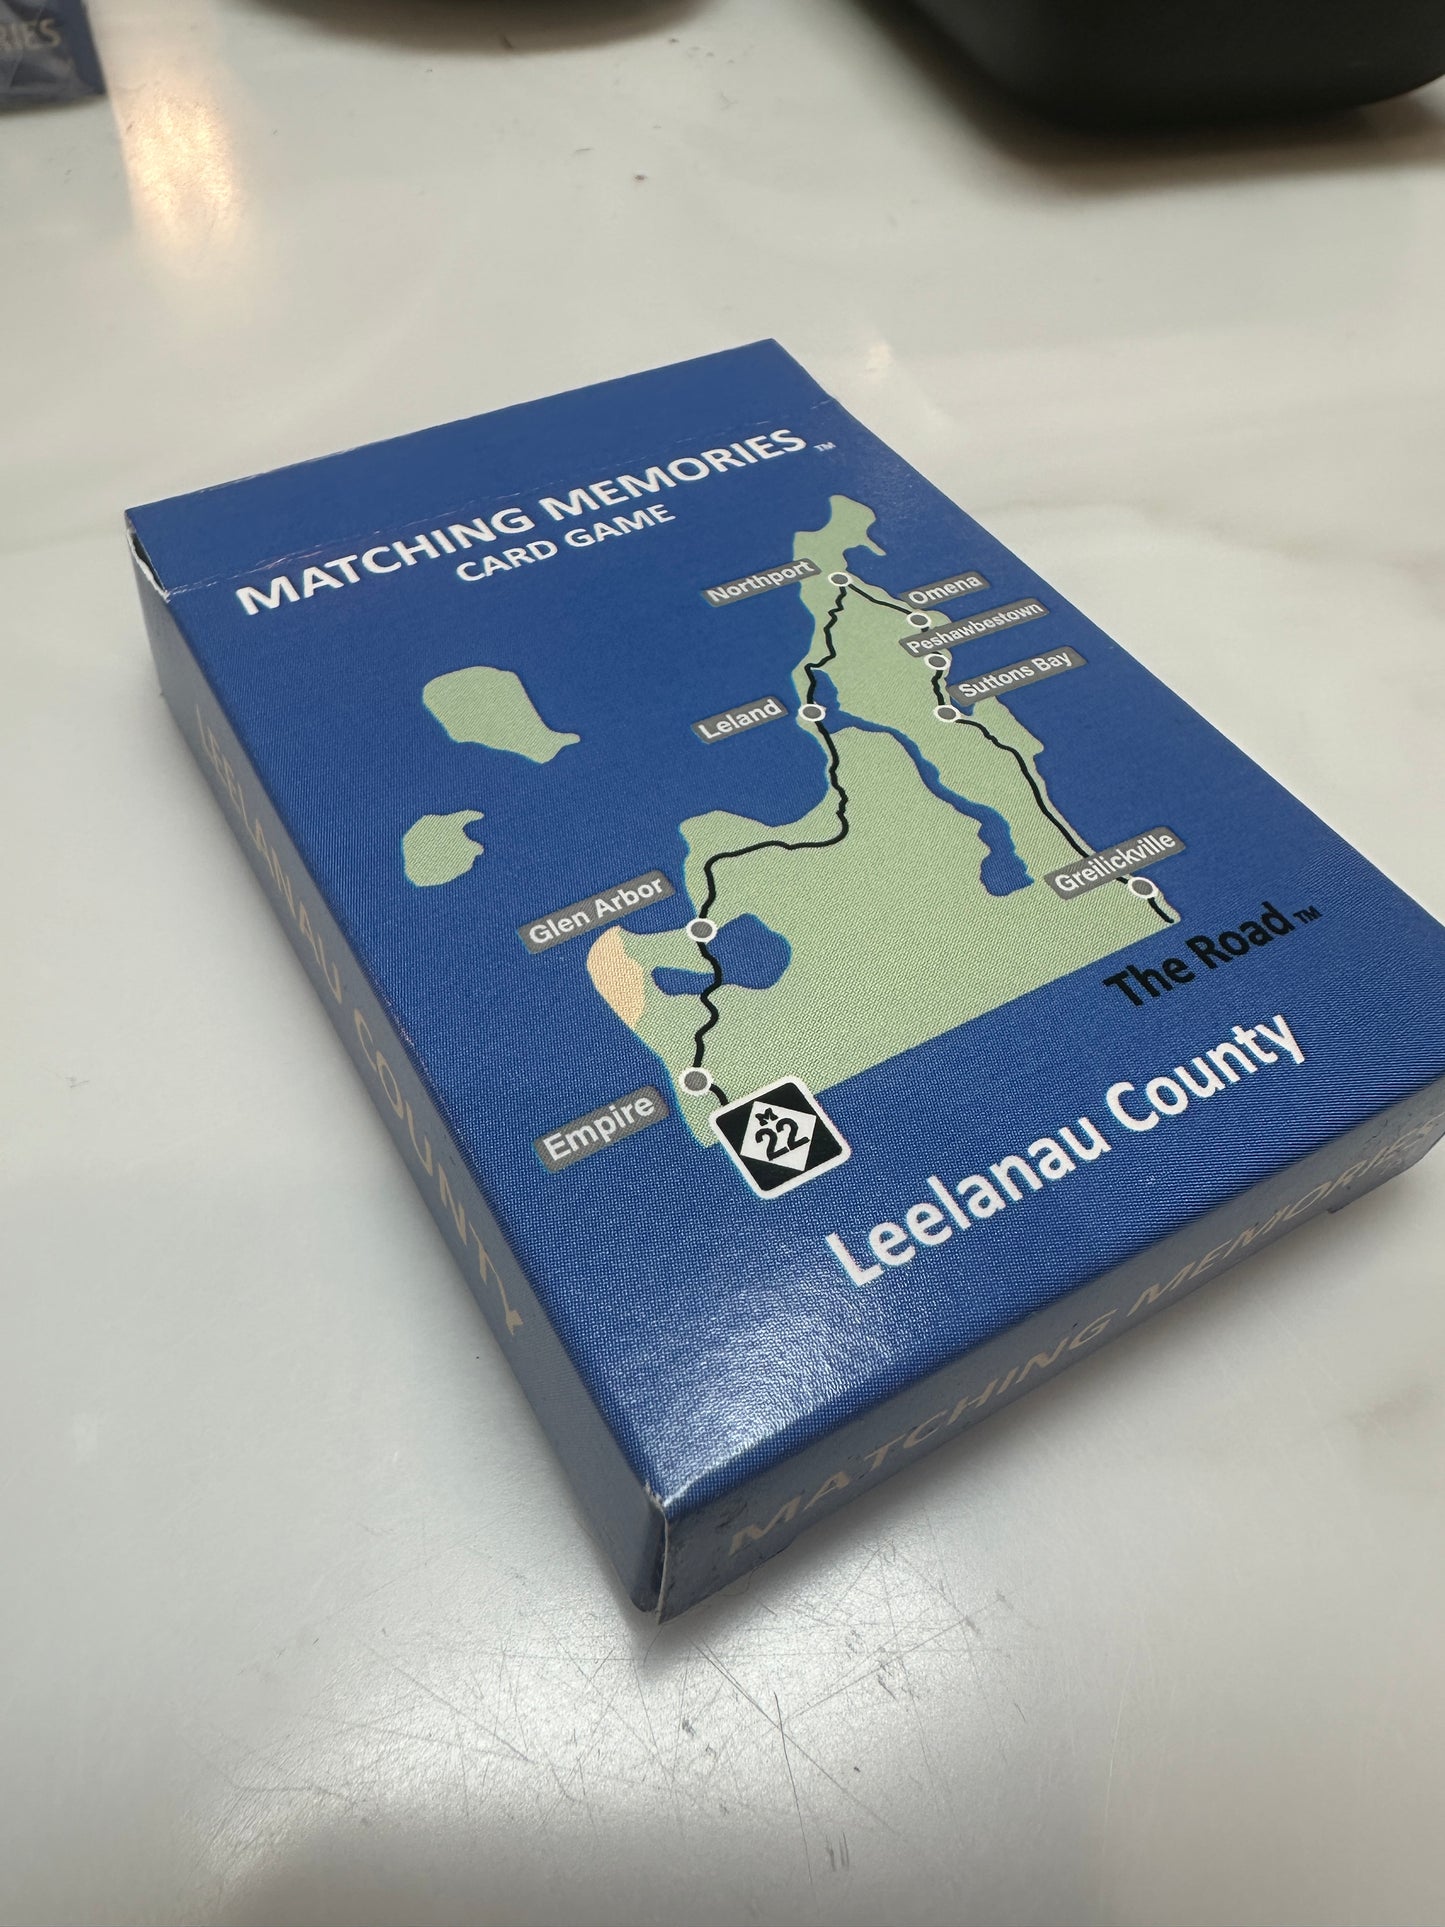 RIES
MATCHING MEMORIES™
CARD GAME
Northport
Omena
Peshawbestown
Suttons Bay
Leland
Greilickville
Glen Arbor
The Road™
Empire
M
22
Leelanau County
LEELANAU COUNTY
MATCHING MEMORIES